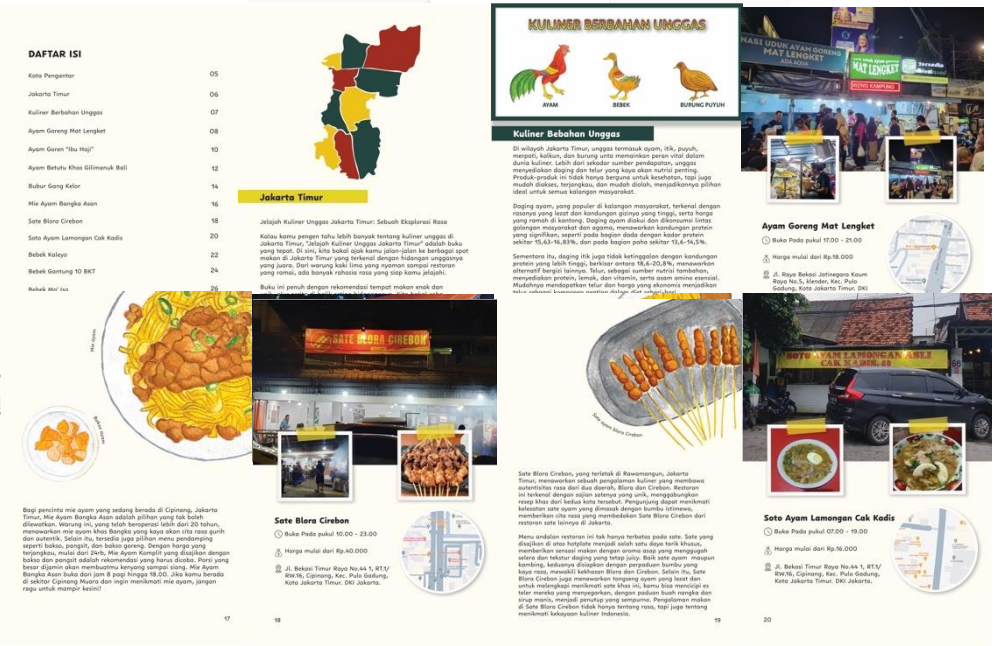 DAFTAR ISI
Kata Pengantar 05
Jakarta Timur 06
Kuliner Berbahan Unggas 07
Ayam Goreng Mat Lengket 08
Ayam Goren "Ibu Haji" 10
Ayam Betutu Khas Gilimanuk Bali 12
Bubur Gang Kelor 14
Mie Ayam Bangka Asan 16
Sate Blora Cirebon 18
Soto Ayam Lamongan Cak Kadis 20
Bebek Kaleyo 22
Bebek Gantung 10 BKT 24
Bebek Ma' Isa 26
Jakarta Timur
Jelajah Kuliner Unggas Jakarta Timur: Sebuah Eksplorasi Rasa
Kalau kamu pengen tahu lebih banyak tentang kuliner unggas di
Jakarta Timur, "Jelajah Kuliner Unggas Jakarta Timur" adalah buku
yang tepat. Di sini, kita bakal ajak kamu jalan-jalan ke berbagai spot
makan di Jakarta Timur yang terkenal dengan hidangan unggasnya
yang juara. Dari warung kaki lima yang nyaman sampai restoran
yang ramai, ada banyak rahasia rasa yang siap kamu jelajahi.
Buku ini penuh dengan rekomendasi tempat makan enak dan
KULINER BERBAHAN UNGGAS
AYAM
BEBEK
BURUNG PUYUH
Kuliner Bebahan Unggas
Di wilayah Jakarta Timur, unggas termasuk ayam, itik, puyuh,
merpati, kalkun, dan burung unta memainkan peran vital dalam
dunia kuliner. Lebih dari sekadar sumber pendapatan, unggas
menyediakan daging dan telur yang kaya akan nutrisi penting.
Produk-produk ini tidak hanya berguna untuk kesehatan, tapi juga
mudah diakses, terjangkau, dan mudah diolah, menjadikannya pilihan
ideal untuk semua kalangan masyarakat.
Daging ayam, yang populer di kalangan masyarakat, terkenal dengan
rasanya yang lezat dan kandungan gizinya yang tinggi, serta harga
yang ramah di kantong. Daging ayam diakui dan dikonsumsi lintas
golongan masyarakat dan agama, menawarkan kandungan protein
yang signifikan, seperti pada bagian dada dengan kadar protein
sekitar 15,63-16,83%, dan pada bagian paha sekitar 13,6-14,5%.
Sementara itu, daging itik juga tidak ketinggalan dengan kandungan
protein yang lebih tinggi, berkisar antara 18,6-20,8%, menawarkan
alternatif bergizi lainnya. Telur, sebagai sumber nutrisi tambahan,
menyediakan protein, lemak, dan vitamin, serta asam amino esensial.
Mudahnya mendapatkan telur dan harga yang ekonomis menjadikan
NASI UDUK AYAM GORENG
MAT LENGKET
MAT LENGKET
Ayam Goreng Mat Lengket
Buka Pada pukul 17.00 - 21.00
Harga mulai dari Rp.18.000
Jl. Raya Bekasi Jatinegara Kaum
Raya No.5, klender, Kec. Pulo
Gadung, Kota Jakarta Timur. DKI
Mie Ayam
Bakso Ayam
Bagi pencinta mie ayam yang sedang berada di Cipinang, Jakarta
Timur, Mie Ayam Bangka Asan adalah pilihan yang tak boleh
dilewatkan. Warung ini, yang telah beroperasi lebih dari 20 tahun,
menawarkan mie ayam khas Bangka yang kaya akan cita rasa gurih
dan autentik. Selain itu, tersedia juga pilihan menu pendamping
seperti bakso, pangsit, dan bakso goreng. Dengan harga yang
terjangkau, mulai dari 24rb, Mie Ayam Komplit yang disajikan dengan
bakso dan pangsit adalah rekomendasi yang harus dicoba. Porsi yang
besar dijamin akan membuatmu kenyang sampai siang. Mie Ayam
Bangka Asan buka dari jam 8 pagi hingga 18.00. Jika kamu berada
di sekitar Cipinang Muara dan ingin menikmati mie ayam, jangan
ragu untuk mampir kesini!
17
SATE BLORA CIREBON
Sate Blora Cirebon
Buka Pada pukul 10.00 - 23.00
Harga mulai dari Rp.40.000
Jl. Bekasi Timur Raya No.44 1, RT.1/
RW.16, Cipinang, Kec. Pulo Gadung,
Kota Jakarta Timur. DKI Jakarta.
18
Sate Ayam Blora Cirebon
Sate Blora Cirebon, yang terletak di Rawamangun, Jakarta
Timur, menawarkan sebuah pengalaman kuliner yang membawa
autentisitas rasa dari dua daerah, Blora dan Cirebon. Restoran
ini terkenal dengan sajian satenya yang unik, menggabungkan
resep khas dari kedua kota tersebut. Pengunjung dapat menikmati
kelezatan sate ayam yang dimasak dengan bumbu istimewa,
memberikan cita rasa yang membedakan Sate Blora Cirebon dari
restoran sate lainnya di Jakarta.
Menu andalan restoran ini tak hanya terbatas pada sate. Sate yang
disajikan di atas hotplate menjadi salah satu daya tarik khusus,
memberikan sensasi makan dengan aroma asap yang menggugah
selera dan tekstur daging yang tetap juicy. Baik sate ayam maupun
kambing, keduanya disiapkan dengan perpaduan bumbu yang
kaya rasa, mewakili kekhasan Blora dan Cirebon. Selain itu, Sate
Blora Cirebon juga menawarkan tongseng ayam yang lezat dan
untuk melengkapi menikmati sate khas ini, kamu bisa mencicipi es
teler mereka yang menyegarkan, dengan paduan buah nangka dan
sirup manis, menjadi penutup yang sempurna. Pengalaman makan
di Sate Blora Cirebon tidak hanya tentang rasa, tapi juga tentang
menikmati kekayaan kuliner Indonesia.
19
SOTO AYAM LAMONGAN ASLI
CAK KADIS. 66
Soto Ayam Lamongan Cak Kadis
Buka Pada pukul 07.00 - 19.00
Harga mulai dari Rp.16.000
Jl. Bekasi Timur Raya No.44 1, RT.1/
RW.16, Cipinang, Kec. Pulo Gadung,
Kota Jakarta Timur. DKI Jakarta.
20